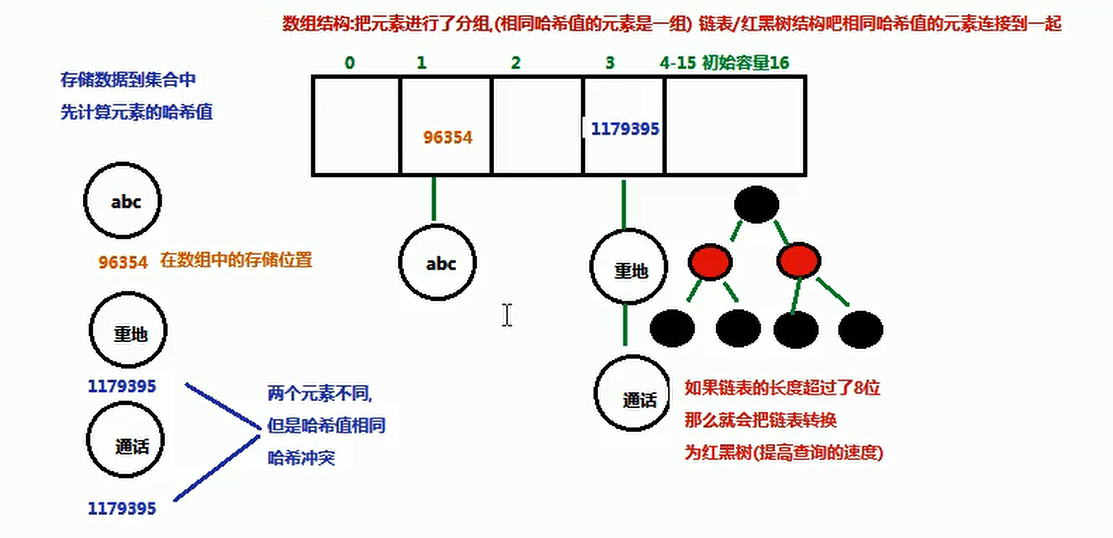 数组结构:把元素进行了分组,(相同哈希值的元素是一组) 链表/红黑树结构吧相同哈希值的元素连接到一起
0 1 2 3 4-15 初始容量16
存储数据到集合中
先计算元素的哈希值
96354
1179395
abc
96354 在数组中的存储位置
重地
1179395
通话
1179395
两个元素不同,
但是哈希值相同
哈希冲突
abc
重地
通话
如果链表的长度超过了8位
那么就会把链表转换
为红黑树(提高查询的速度)